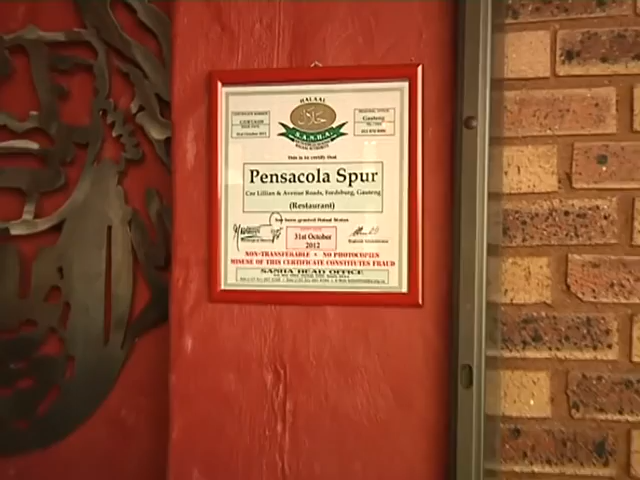 HALAAL
S.A.N.H.A.
Gauteng
This is to certify that
Pensacola Spur
Cnr Lillian & Avenue Roads, Fordsburg, Gauteng
(Restaurant)
has been granted Halaal Status
31st October
2012
NON-TRANSFERABLE • NO PHOTOCOPIES
MISUSE OF THIS CERTIFICATE CONSTITUTES FRAUD
SANHA HEAD OFFICE